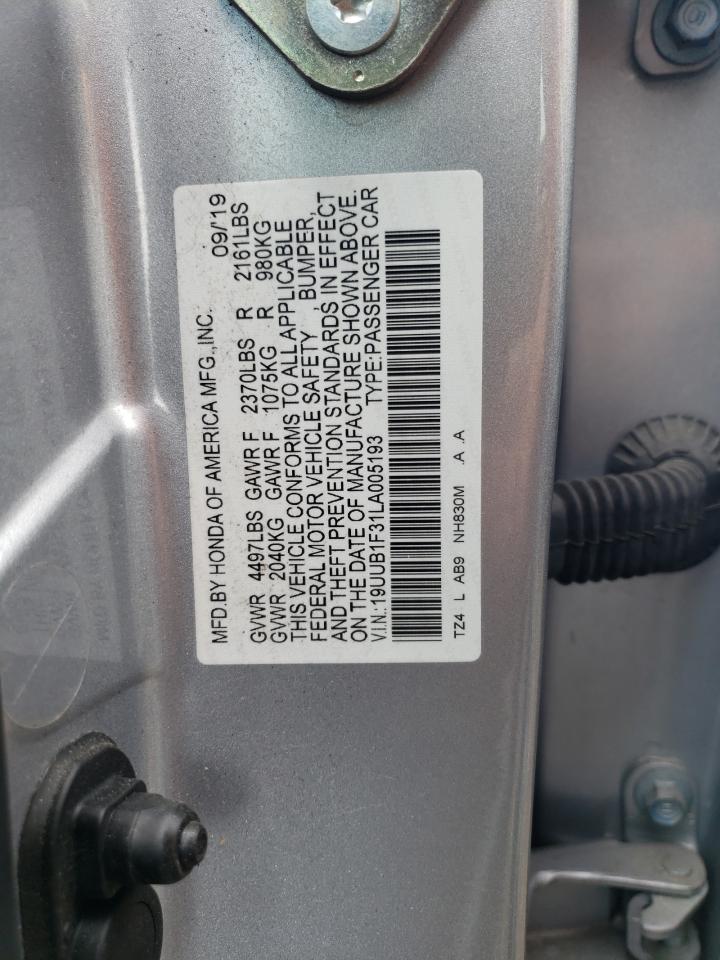 MFD.BY HONDA OF AMERICA MFG.,INC. 09/'19
GVWR 4497LBS GAWR F 2370LBS R 2161LBS
GVWR 2040KG GAWR F 1075KG R 980KG
THIS VEHICLE CONFORMS TO ALL APPLICABLE
FEDERAL MOTOR VEHICLE SAFETY , BUMPER,
AND THEFT PREVENTION STANDARDS IN EFFECT
ON THE DATE OF MANUFACTURE SHOWN ABOVE.
V.I.N.:19UUB1F31LA005193 TYPE:PASSENGER CAR
TZ4 L AB9 NH830M .A .A